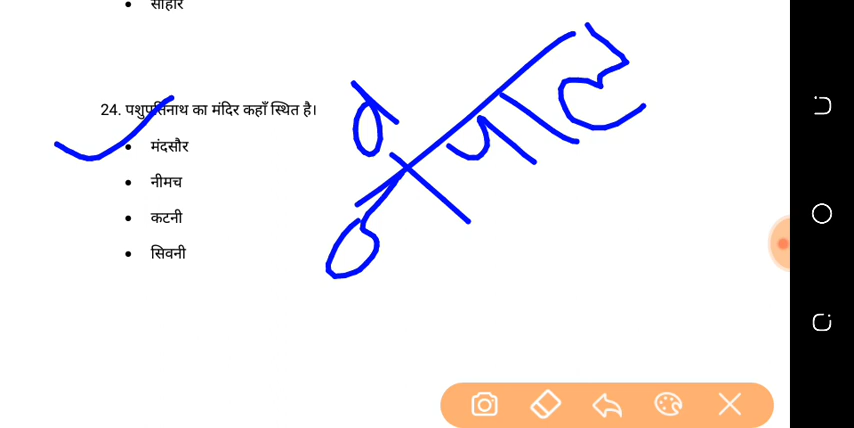 24. पशुपतिनाथ का मंदिर कहाँ स्थित है।
• मंदसौर
• नीमच
• कटनी
• सिवनी
नेपाल